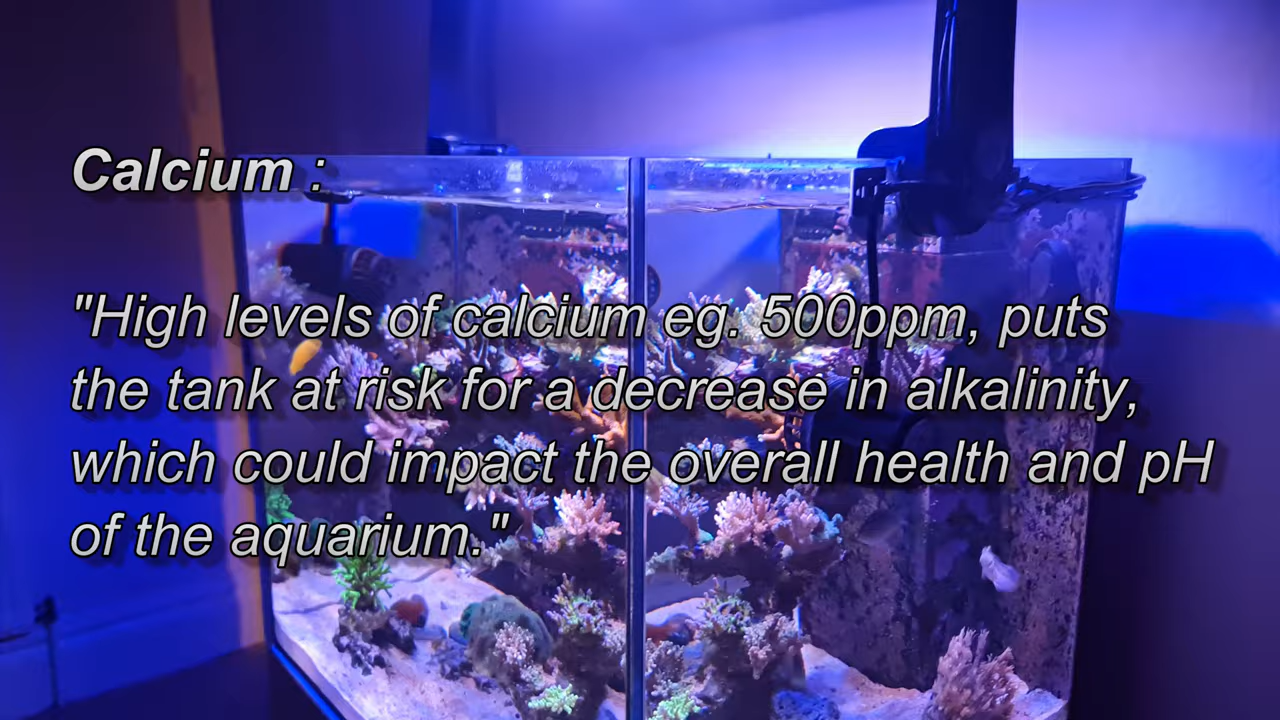 Calcium :
"High levels of calcium eg. 500ppm, puts
the tank at risk for a decrease in alkalinity,
which could impact the overall health and pH
of the aquarium."